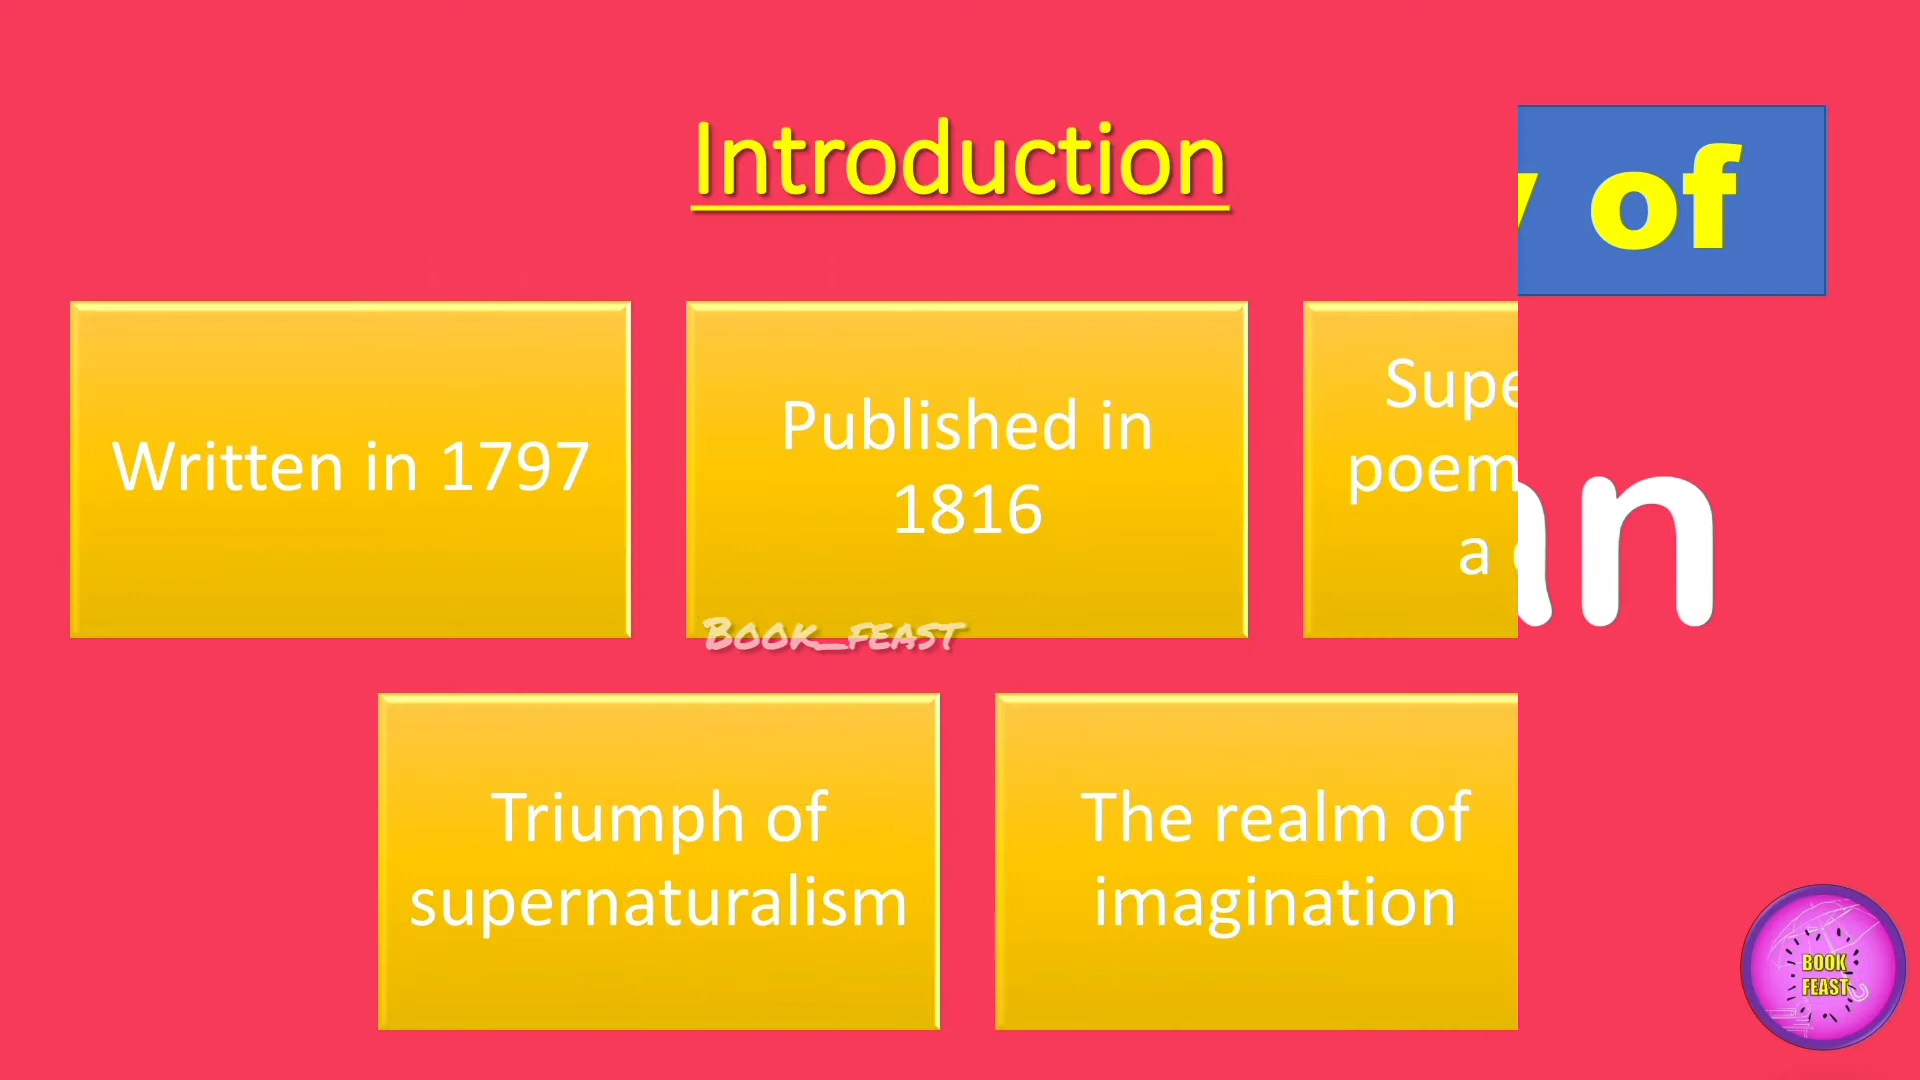 Introduction
of
Written in 1797
Published in
1816
poem
a
an
Book_feast
Triumph of
supernaturalism
The realm of
imagination
BOOK
FEAST